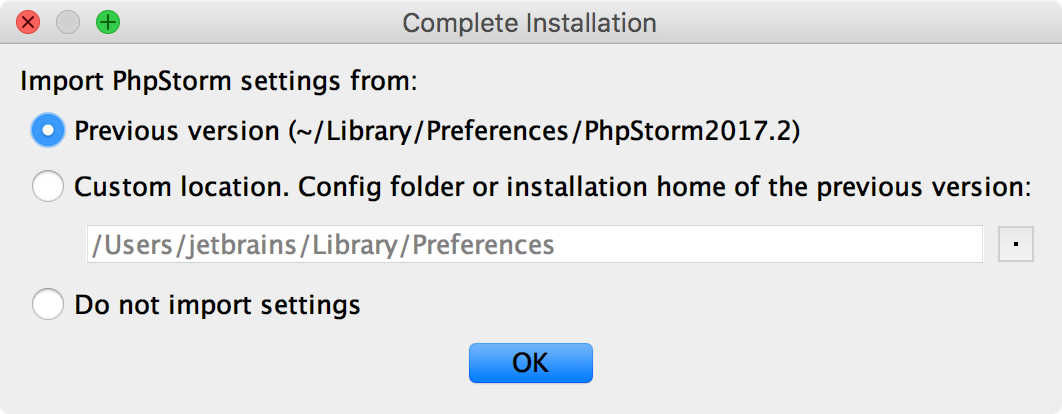 Complete Installation
Import PhpStorm settings from:
Previous version (~/Library/Preferences/PhpStorm2017.2)
Custom location. Config folder or installation home of the previous version:
/Users/jetbrains/Library/Preferences
Do not import settings
OK